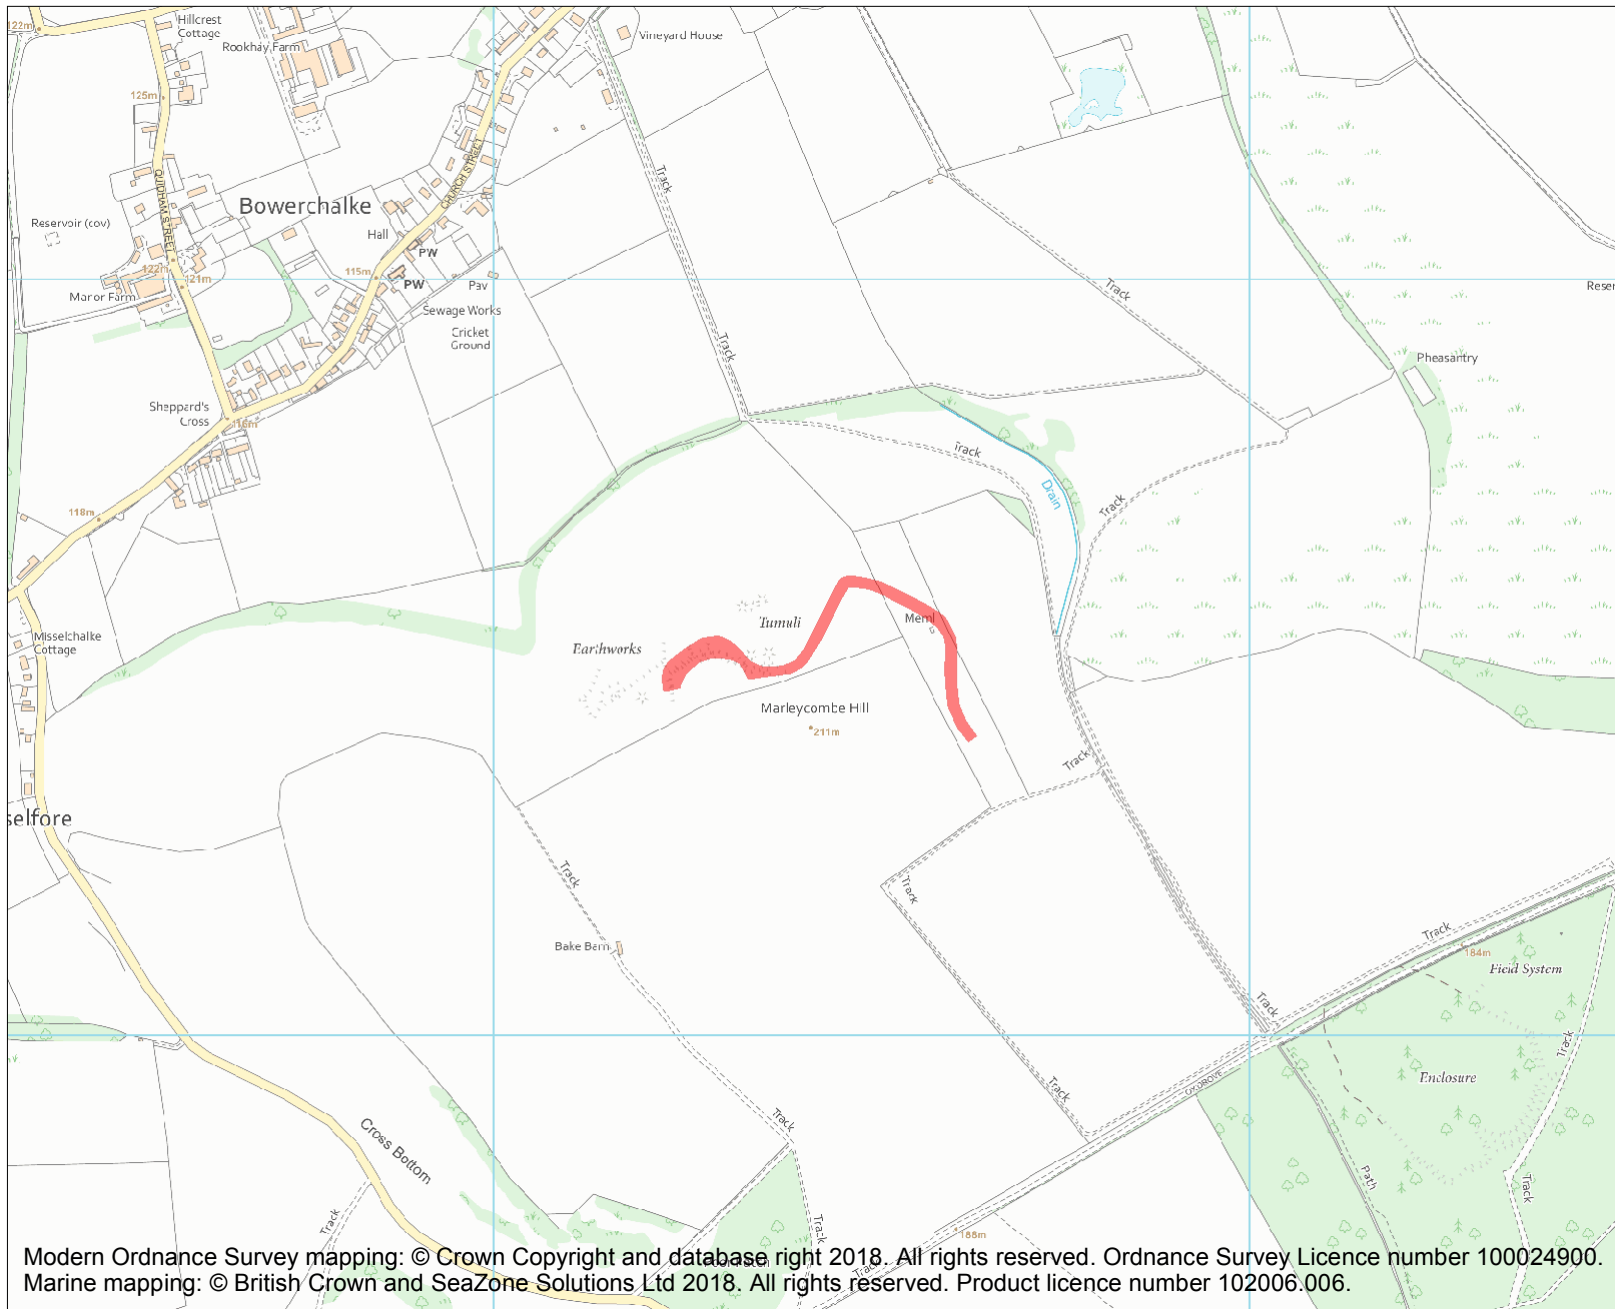 122m
Hillcrest
Cottage
Rookhay Farm
Vineyard House
125m
QUIDHAM STREET
CHURCH STREET
Track
Bowerchalke
Reservoir (cov)
Hall
PW
122m
121m
115m
PW
Pav
Manor Farm
Sewage Works
Cricket
Ground
Track
Track
Reser
Pheasantry
Sheppard's
Cross
116m
Track
Drain
Track
118m
Misselchalke
Cottage
Earthworks
Tumuli
Meml
Marleycombe Hill
211m
Track
selfore
Track
Track
Bake Barn
Track
184m
Field System
Track
Track
Enclosure
OX DROVE
Track
Track
Cross Bottom
Path
Track
Track
Track
188m
Track
Modern Ordnance Survey mapping: © Crown Copyright and database right 2018. All rights reserved. Ordnance Survey Licence number 100024900.
Marine mapping: © British Crown and SeaZone Solutions Ltd 2018. All rights reserved. Product licence number 102006.006.